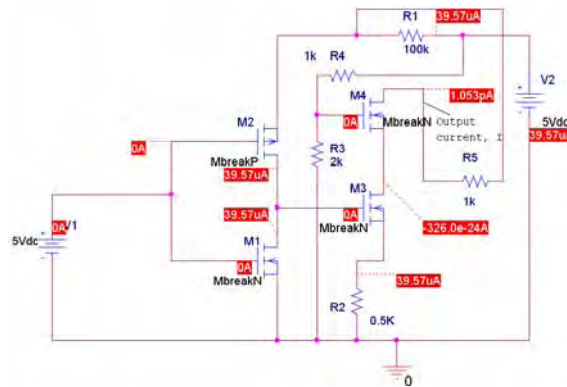 39.57uA
R1
100k
1k
R4
V2
5Vdc
39.57uA
M4
1.053pA
0A
MbreakN
Output
current, I
M2
0A
R3
2k
MbreakP
39.57uA
R5
1k
M3
0A
MbreakN
-326.0e-24A
39.57uA
0A
V1
5Vdc
M1
0A
MbreakN
39.57uA
R2
0.5K
0